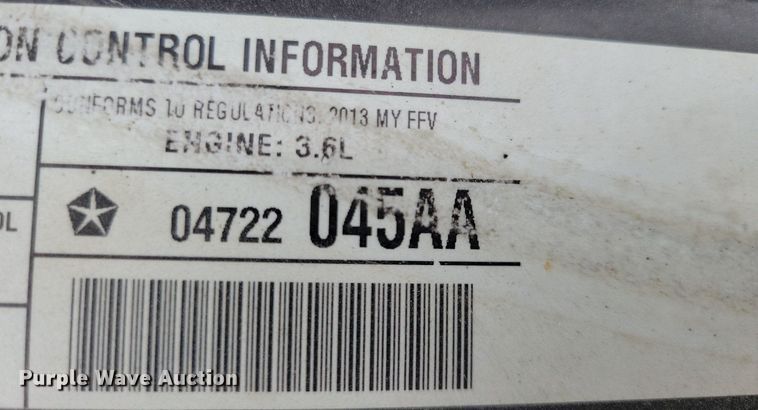 ON CONTROL INFORMATION
CONFORMS TO REGULATIONS: 2013 MY FFV
ENGINE: 3.6L
OL
04722 045AA
Purple Wave Auction